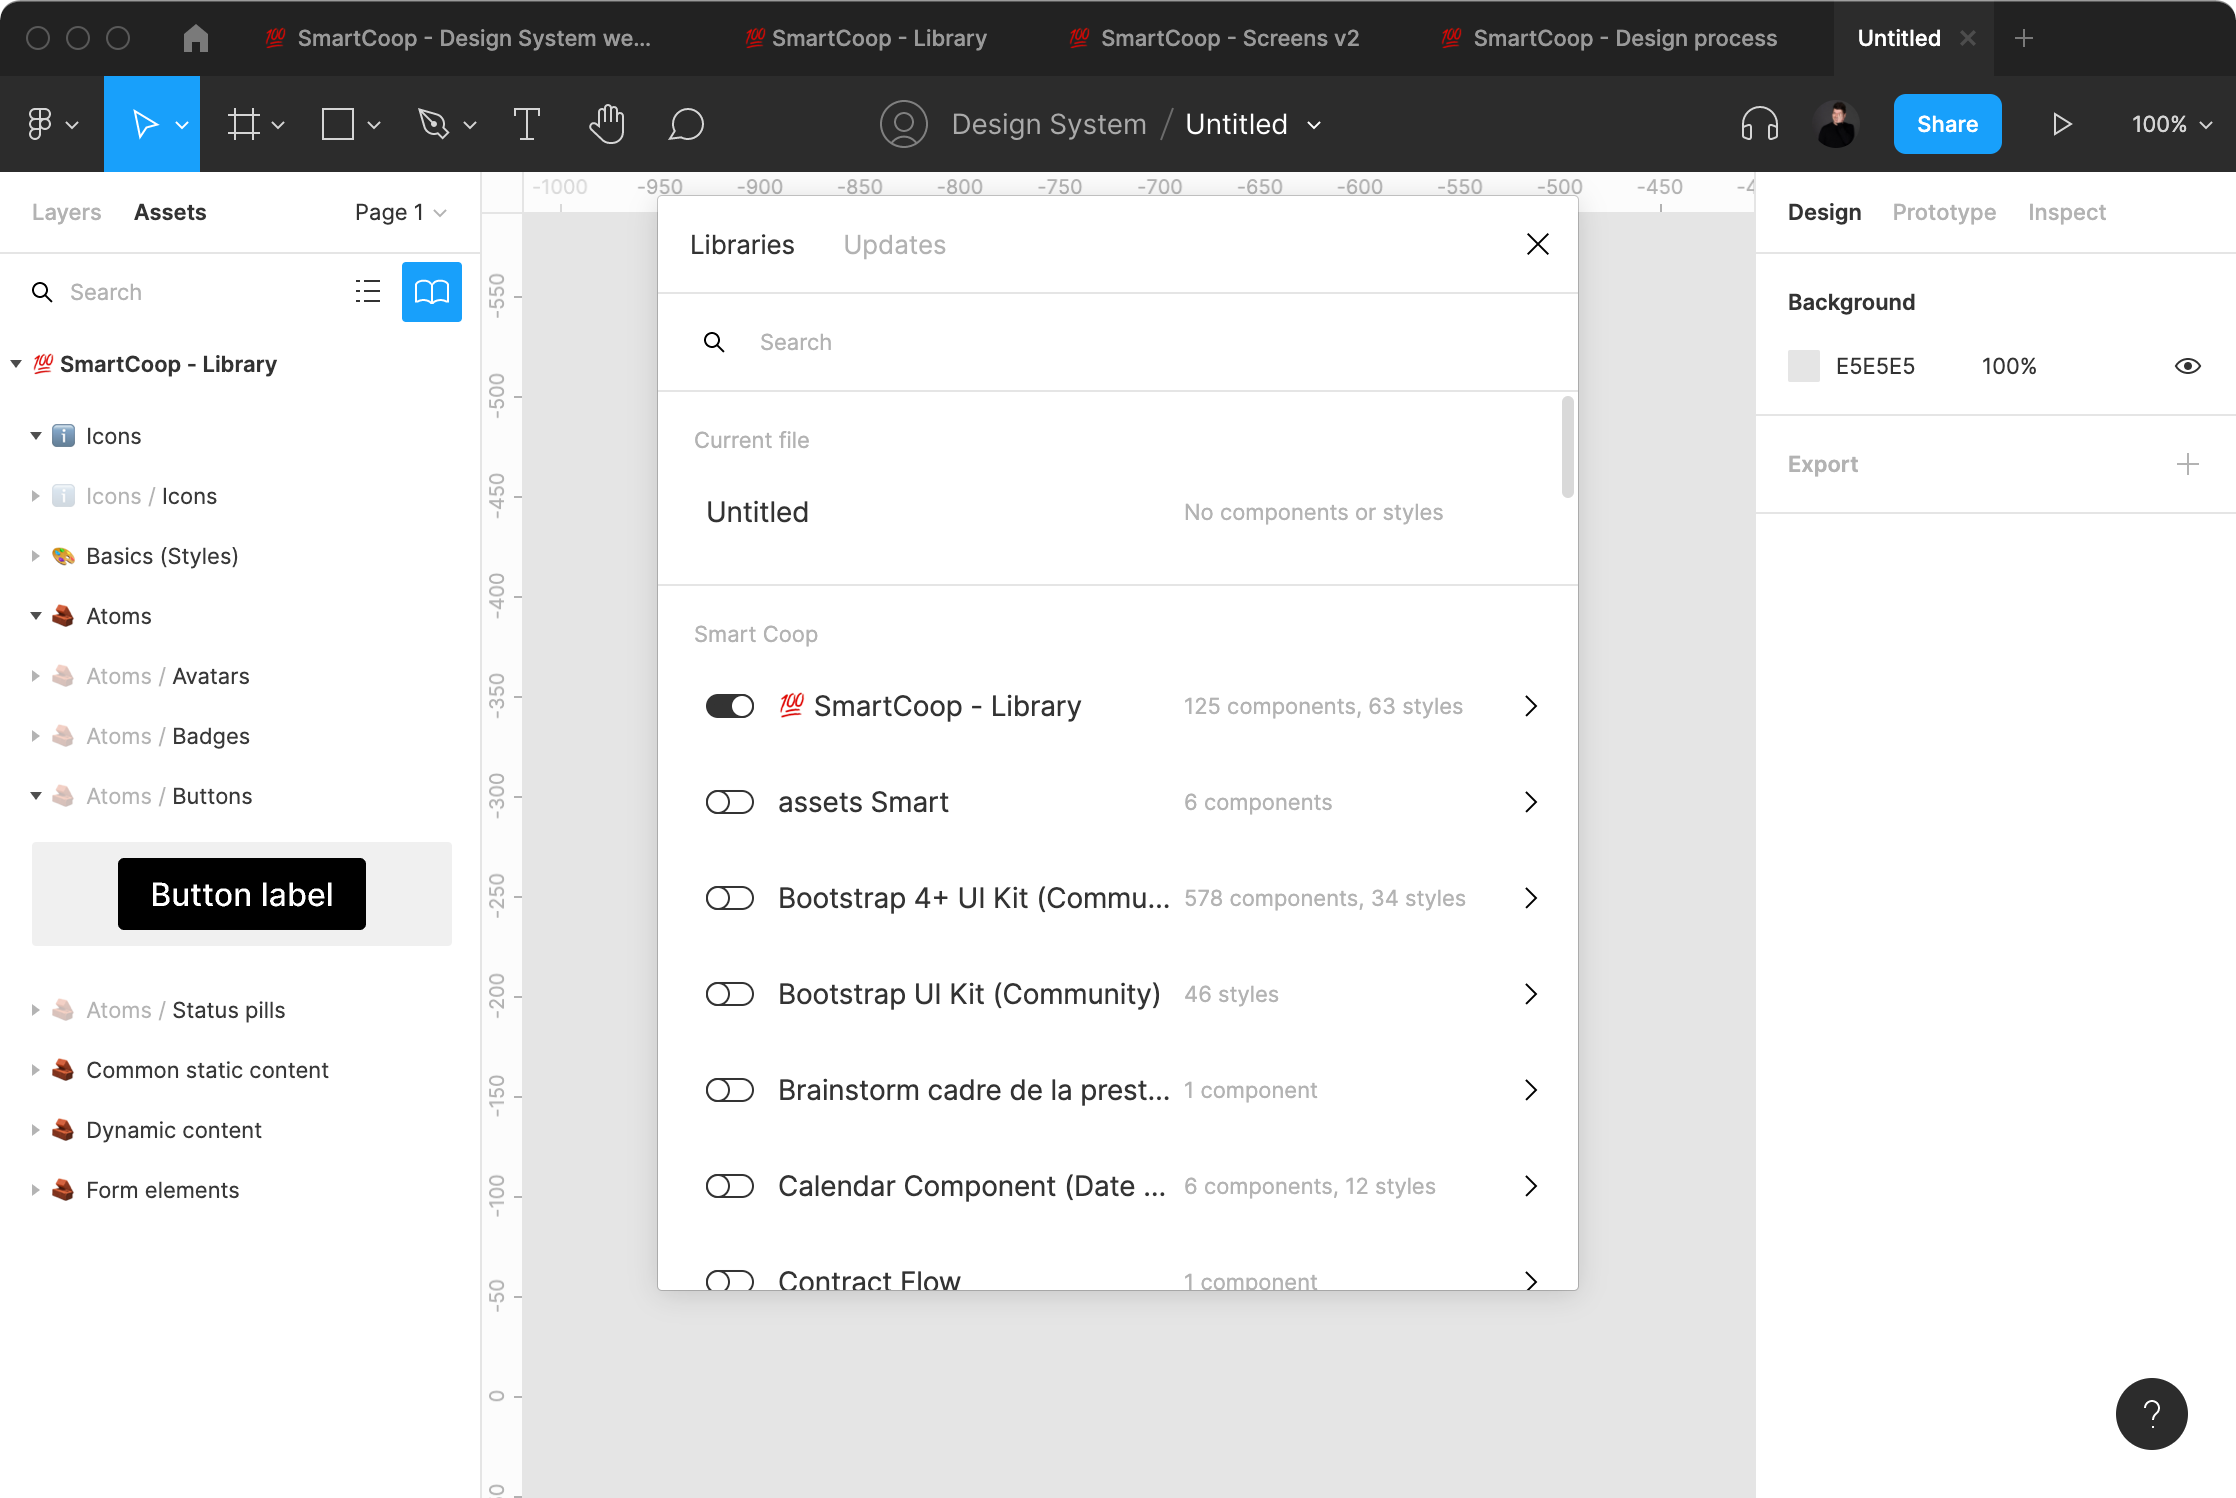 💯 SmartCoop - Design System we...
💯 SmartCoop - Library
💯 SmartCoop - Screens v2
💯 SmartCoop - Design process
Untitled
Design System / Untitled
Share
100%
Layers
Assets
Page 1
Search
💯 SmartCoop - Library
Icons
Icons / Icons
Basics (Styles)
Atoms
Atoms / Avatars
Atoms / Badges
Atoms / Buttons
Button label
Atoms / Status pills
Common static content
Dynamic content
Form elements
-1000 -950 -900 -850 -800 -750 -700 -650 -600 -550 -500 -450
-550
-500
-450
-400
-350
-300
-250
-200
-150
-100
-50
0
Libraries
Updates
Search
Current file
Untitled
No components or styles
Smart Coop
💯 SmartCoop - Library
125 components, 63 styles
assets Smart
6 components
Bootstrap 4+ UI Kit (Commu...
578 components, 34 styles
Bootstrap UI Kit (Community)
46 styles
Brainstorm cadre de la prest...
1 component
Calendar Component (Date ...
6 components, 12 styles
Contract Flow
1 component
Design
Prototype
Inspect
Background
E5E5E5
100%
Export
?